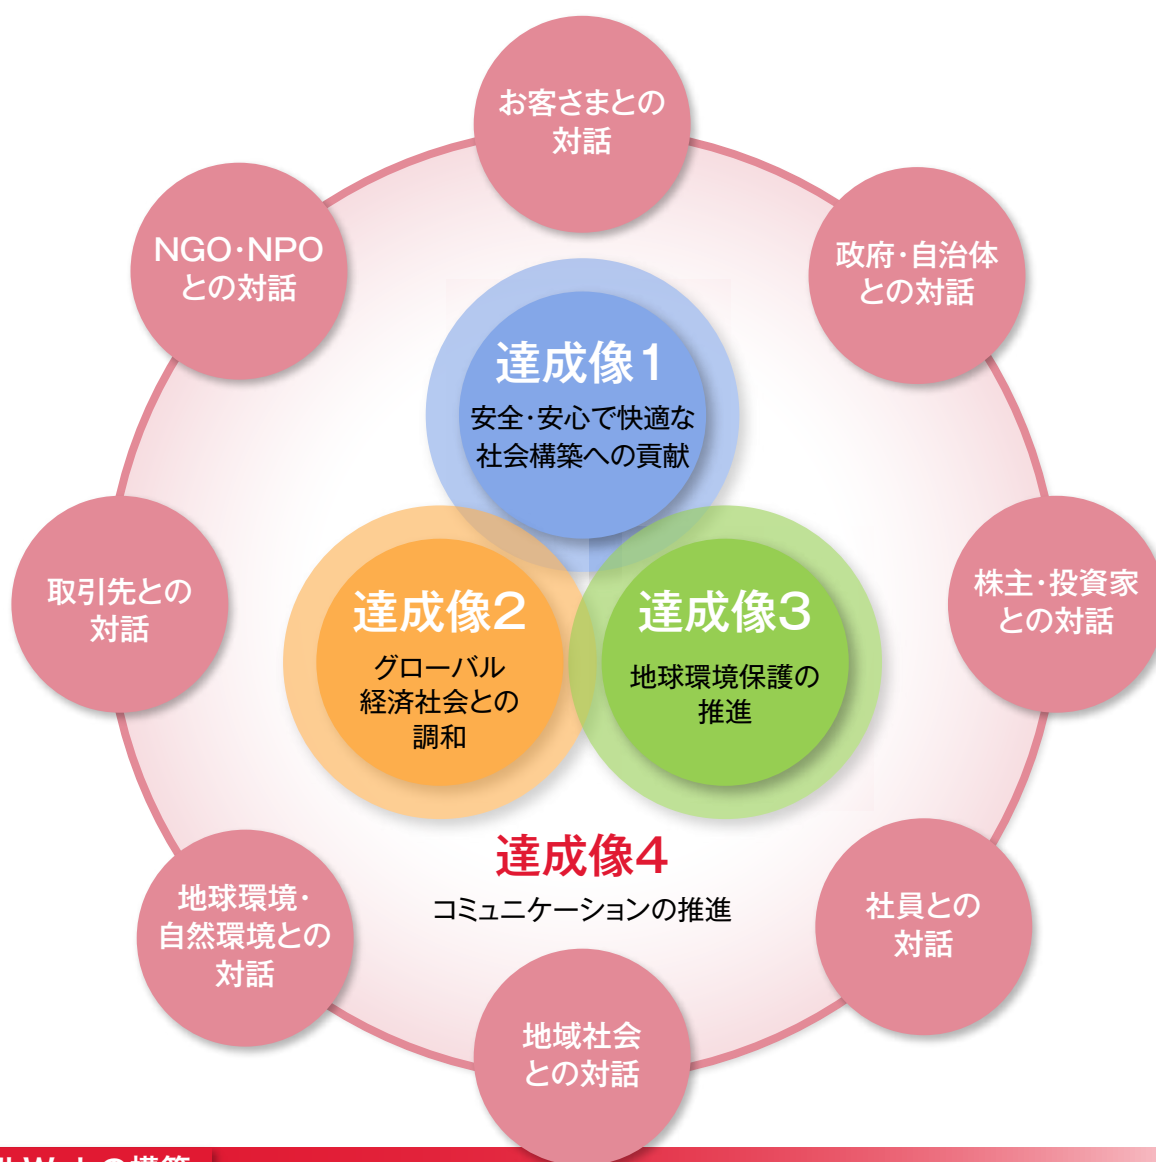 お客さまとの
対話
NGO・NPO
との対話
政府・自治体
との対話
達成像1
安全・安心で快適な
社会構築への貢献
取引先との
対話
達成像2
グローバル
経済社会との
調和
達成像3
地球環境保護の
推進
株主・投資家
との対話
達成像4
コミュニケーションの推進
地球環境・
自然環境との
対話
社員との
対話
地域社会
との対話
の構築